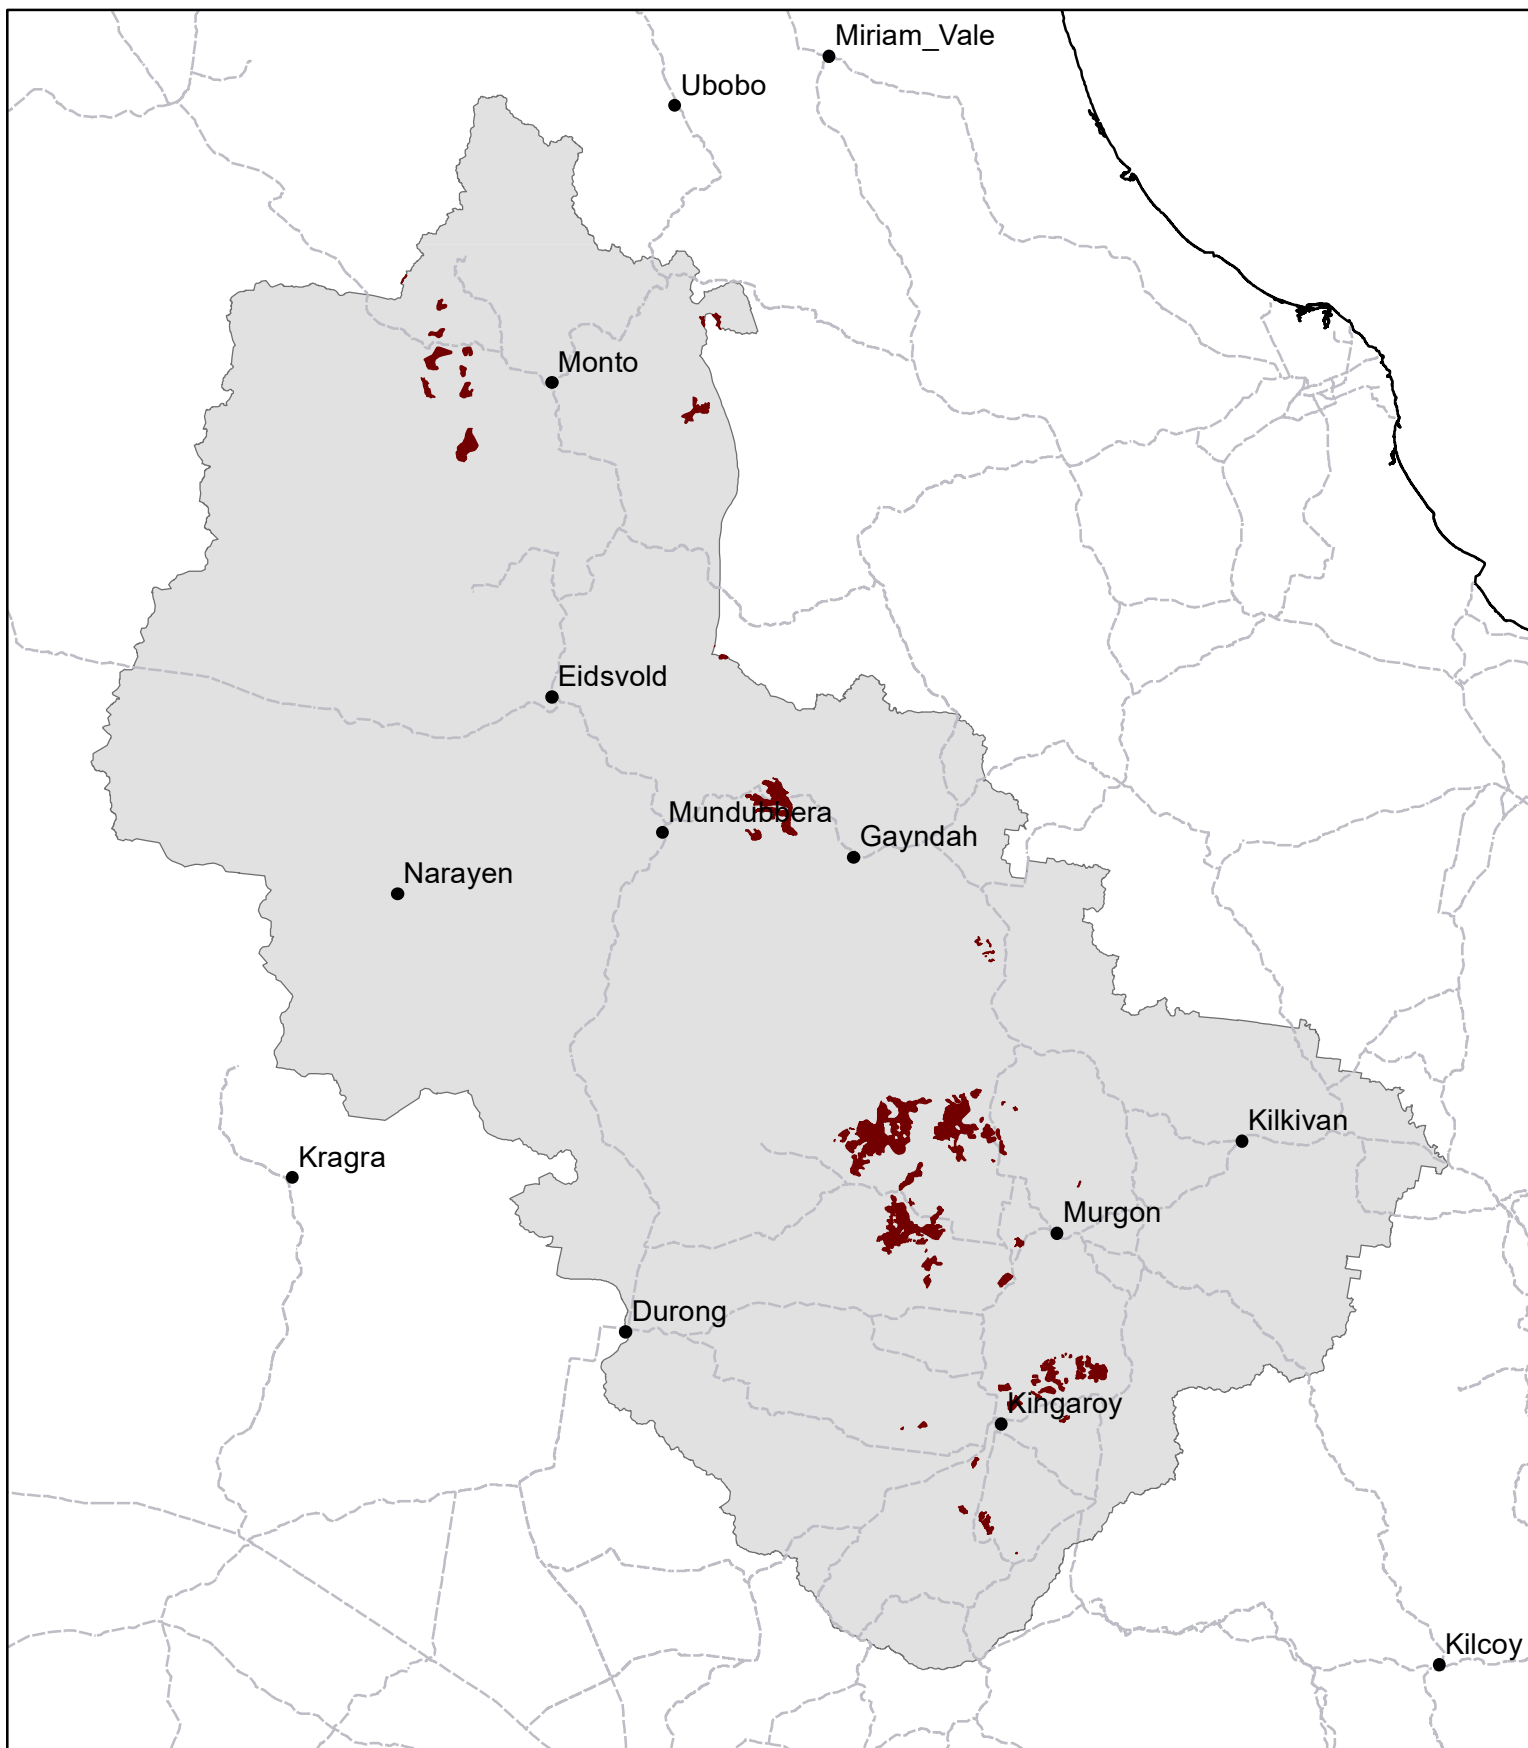 Miriam_Vale
Ubobo
Monto
Eidsvold
Mundubbera
Gayndah
Narayen
Kilkivan
Kragra
Murgon
Durong
Kingaroy
Kilcoy